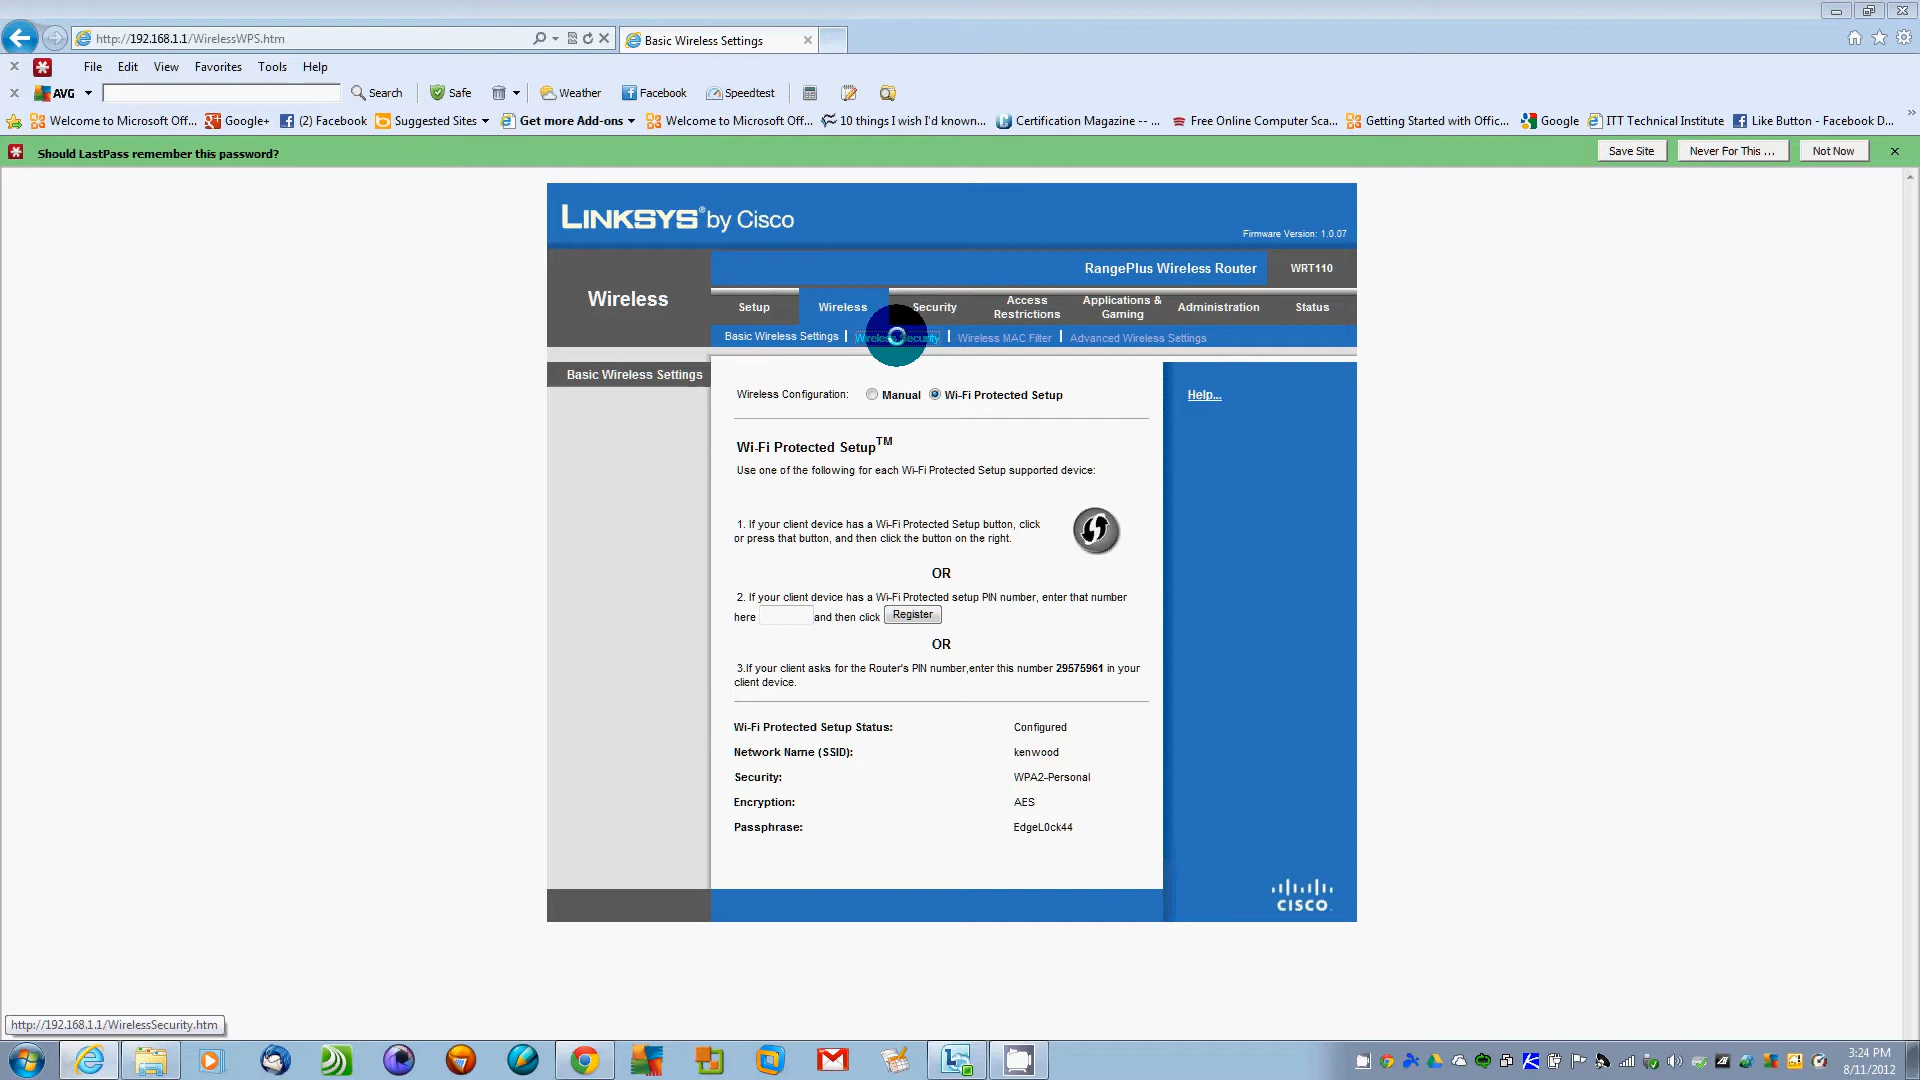 http://192.168.1.1/WirelessWPS.htm
Basic Wireless Settings
File Edit View Favorites Tools Help
AVG Search Safe Weather Facebook Speedtest
Welcome to Microsoft Off... Google+ (2) Facebook Suggested Sites Get more Add-ons Welcome to Microsoft Off... 10 things I wish I'd known... Certification Magazine -- ... Free Online Computer Sca... Getting Started with Offic... Google ITT Technical Institute Like Button - Facebook D...
Should LastPass remember this password? Save Site Never For This ... Not Now
LINKSYS® by Cisco
Firmware Version: 1.0.07
RangePlus Wireless Router WRT110
Wireless
Setup Wireless Security Access Restrictions Applications & Gaming Administration Status
Basic Wireless Settings Wireless Security Wireless MAC Filter Advanced Wireless Settings
Basic Wireless Settings
Wireless Configuration: Manual Wi-Fi Protected Setup
Help...
Wi-Fi Protected Setup™
Use one of the following for each Wi-Fi Protected Setup supported device:
1. If your client device has a Wi-Fi Protected Setup button, click
or press that button, and then click the button on the right.
OR
2. If your client device has a Wi-Fi Protected setup PIN number, enter that number
here and then click Register
OR
3.If your client asks for the Router's PIN number,enter this number 29575961 in your
client device.
Wi-Fi Protected Setup Status: Configured
Network Name (SSID): kenwood
Security: WPA2-Personal
Encryption: AES
Passphrase: EdgeL0ck44
CISCO
http://192.168.1.1/WirelessSecurity.htm
3:24 PM
8/11/2012